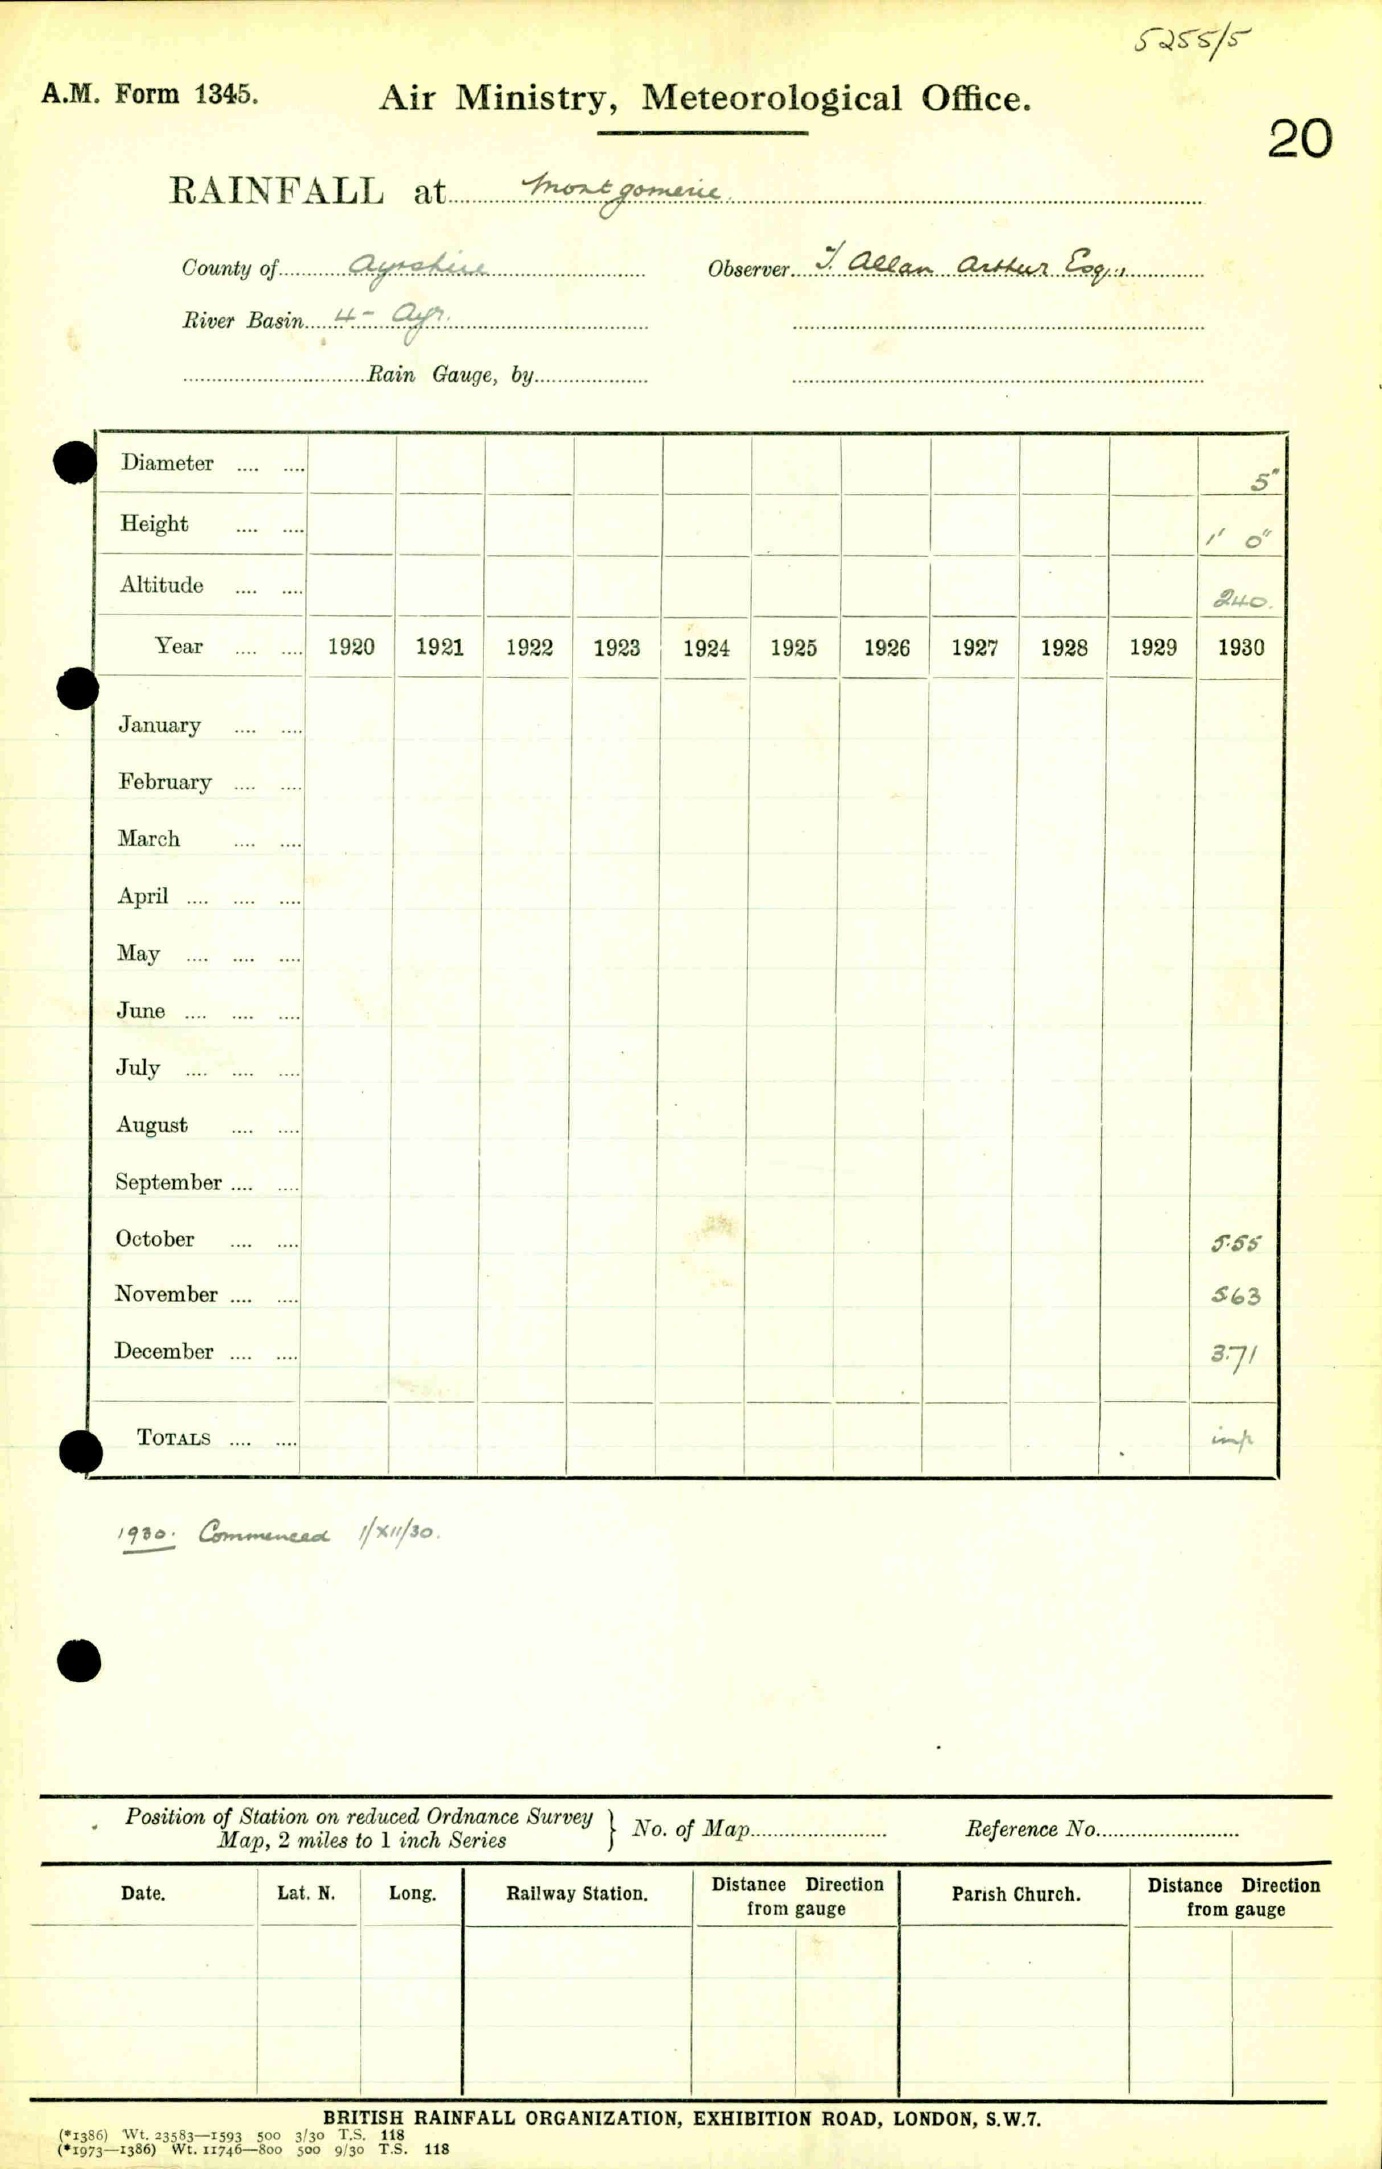 5255/5
A.M. Form 1345.
Air Ministry, Meteorological Office.
20
RAINFALL at Montgomerie.
County of Ayrshire Observer T. Allan Arthur Esq.,
River Basin 4 - Ayr.
Rain Gauge, by
Diameter .... .... 5"
Height .... .... 1' 0"
Altitude .... .... 240.
Year .... .... 1920 1921 1922 1923 1924 1925 1926 1927 1928 1929 1930
January .... ....
February .... ....
March .... ....
April .... .... ....
May .... .... ....
June .... .... ....
July .... .... ....
August .... ....
September .... ....
October .... .... 5.55
November .... .... 5.63
December .... .... 3.71
TOTALS .... .... imp
1930. Commenced 1/XII/30.
Position of Station on reduced Ordnance Survey
Map, 2 miles to 1 inch Series } No. of Map Reference No.
Date. Lat. N. Long. Railway Station. Distance Direction from gauge Parish Church. Distance Direction from gauge
BRITISH RAINFALL ORGANIZATION, EXHIBITION ROAD, LONDON, S.W.7.
(*1386) Wt. 23583—1593 500 3/30 T.S. 118
(*1973—1386) Wt. 11746—800 500 9/30 T.S. 118